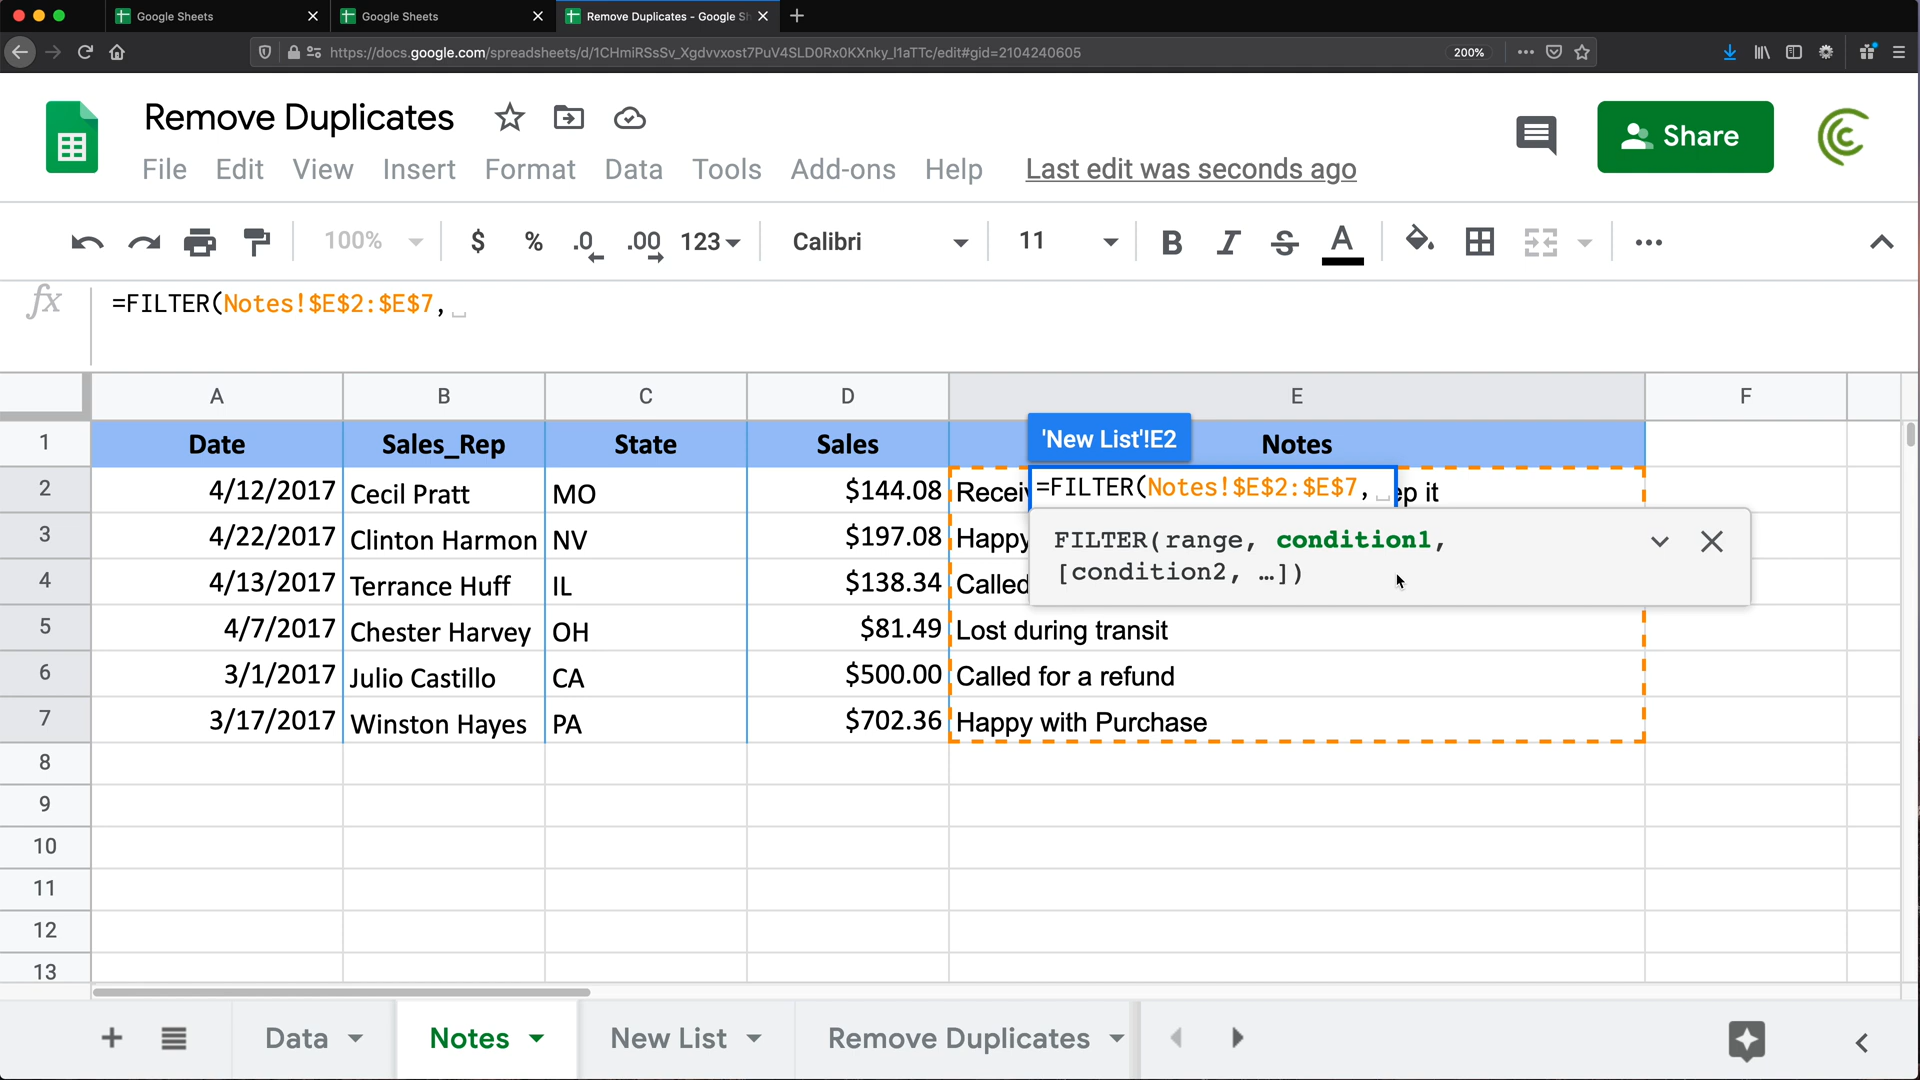 Google Sheets
Google Sheets
Remove Duplicates - Google Sh
https://docs.google.com/spreadsheets/d/1CHmiRSsSv_Xgdvvxost7PuV4SLD0Rx0KXnky_l1aTTc/edit#gid=2104240605
200%
Remove Duplicates
Share
File Edit View Insert Format Data Tools Add-ons Help Last edit was seconds ago
100% $ % .0 .00 123 Calibri 11 B I S A
fx =FILTER(Notes!$E$2:$E$7,
A B C D E F
'New List'!E2
1 Date Sales_Rep State Sales Notes
2 4/12/2017 Cecil Pratt MO $144.08 Receiv =FILTER(Notes!$E$2:$E$7, ep it
3 4/22/2017 Clinton Harmon NV $197.08 Happy FILTER(range, condition1,
[condition2, …])
4 4/13/2017 Terrance Huff IL $138.34 Called
5 4/7/2017 Chester Harvey OH $81.49 Lost during transit
6 3/1/2017 Julio Castillo CA $500.00 Called for a refund
7 3/17/2017 Winston Hayes PA $702.36 Happy with Purchase
8
9
10
11
12
13
Data Notes New List Remove Duplicates